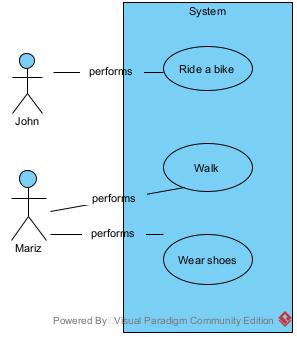 System
performs
Ride a bike
John
Walk
performs
performs
Mariz
Wear shoes
Powered By Visual Paradigm Community Edition